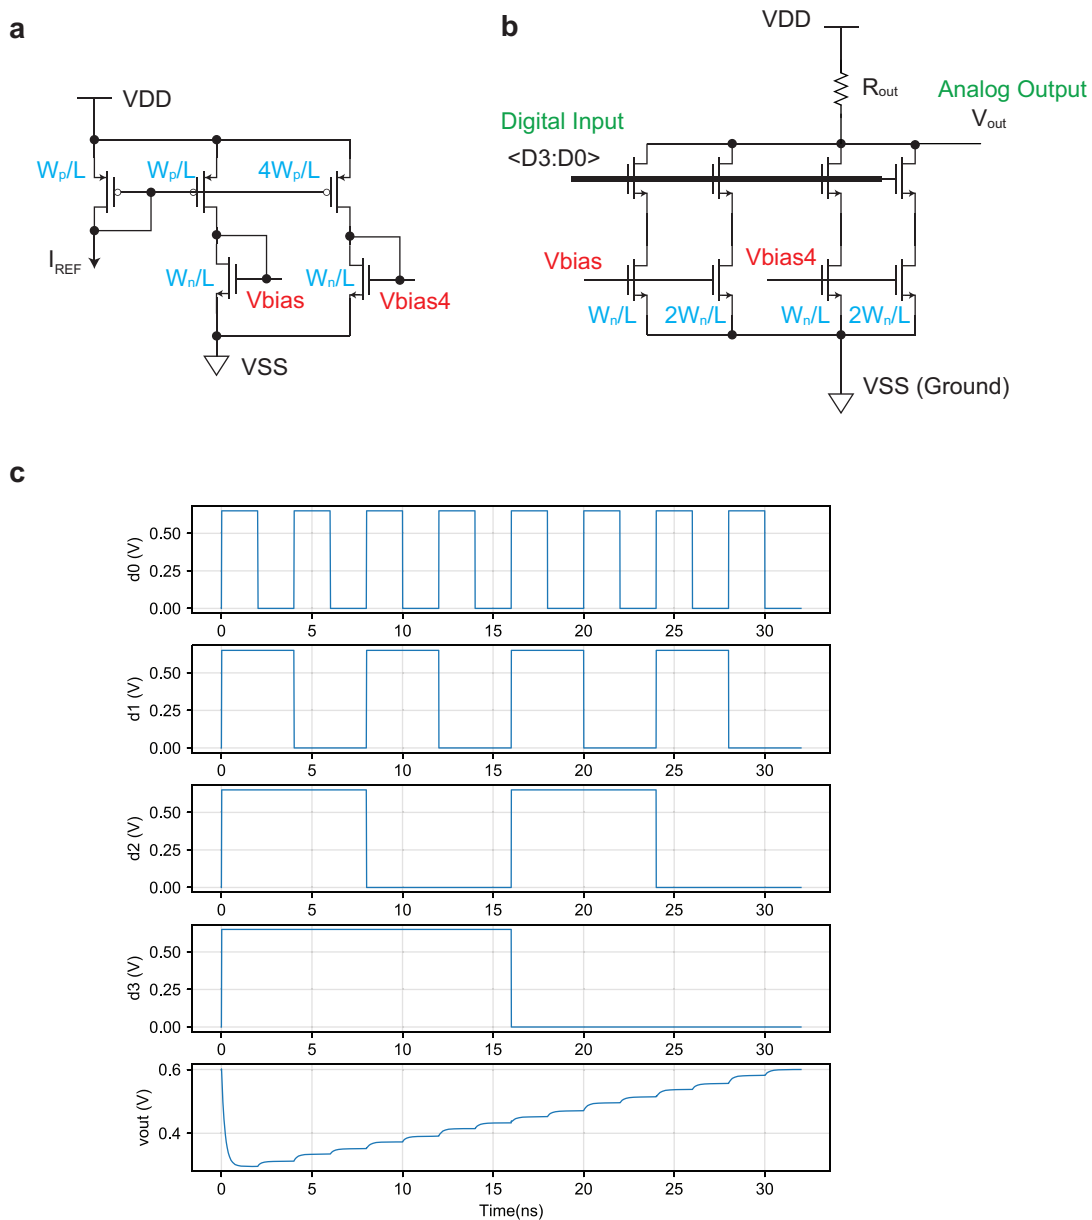 a
VDD
Wp/L
Wp/L
4Wp/L
IREF
Wn/L
Wn/L
Vbias
Vbias4
VSS
b
VDD
Rout
Analog Output
Vout
Digital Input
<D3:D0>
Vbias
Vbias4
Wn/L
2Wn/L
Wn/L
2Wn/L
VSS (Ground)
c
d0 (V)
0.50
0.25
0.00
0 5 10 15 20 25 30
d1 (V)
0.50
0.25
0.00
0 5 10 15 20 25 30
d2 (V)
0.50
0.25
0.00
0 5 10 15 20 25 30
d3 (V)
0.50
0.25
0.00
0 5 10 15 20 25 30
vout (V)
0.6
0.4
0 5 10 15 20 25 30
Time(ns)